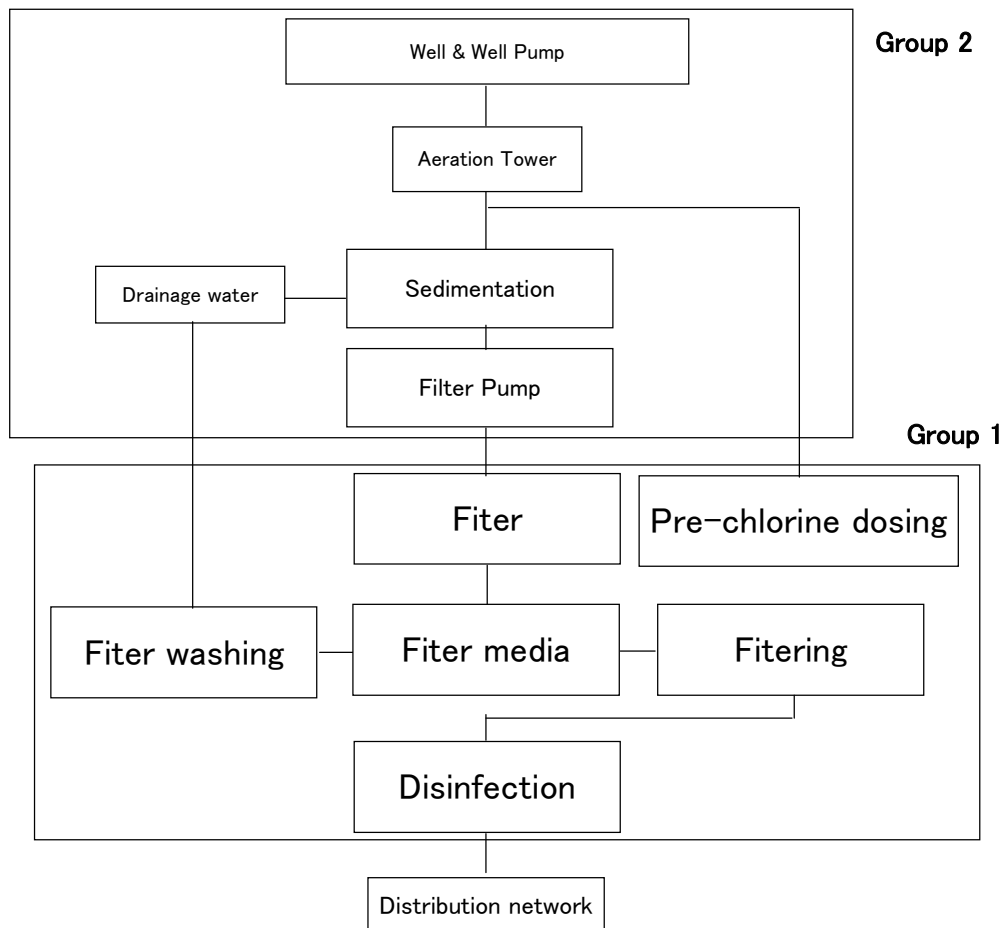 Group 2
Well & Well Pump
Aeration Tower
Sedimentation
Drainage water
Filter Pump
Group 1
Fiter
Pre-chlorine dosing
Fiter washing
Fiter media
Fitering
Disinfection
Distribution network